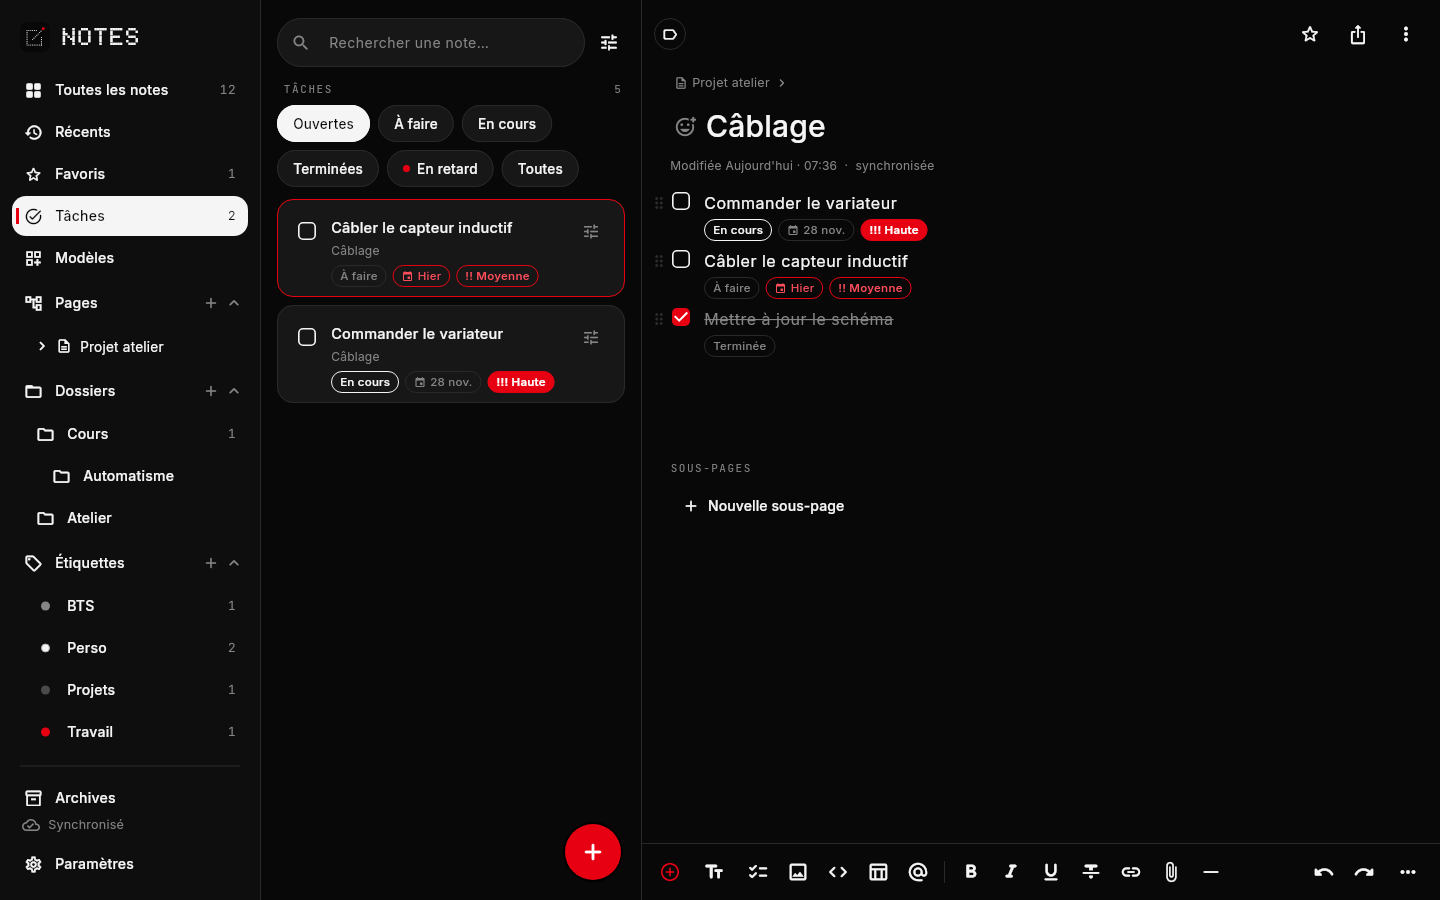 NOTES
Toutes les notes 12
Récents
Favoris 1
Tâches 2
Modèles
Pages
Projet atelier
Dossiers
Cours 1
Automatisme
Atelier
Étiquettes
BTS 1
Perso 2
Projets 1
Travail 1
Archives
Synchronisé
Paramètres
Rechercher une note...
TÂCHES 5
Ouvertes À faire En cours
Terminées En retard Toutes
Câbler le capteur inductif
Câblage
À faire Hier !! Moyenne
Commander le variateur
Câblage
En cours 28 nov. !!! Haute
Projet atelier
Câblage
Modifiée Aujourd'hui · 07:36 · synchronisée
Commander le variateur
En cours 28 nov. !!! Haute
Câbler le capteur inductif
À faire Hier !! Moyenne
Mettre à jour le schéma
Terminée
SOUS-PAGES
Nouvelle sous-page